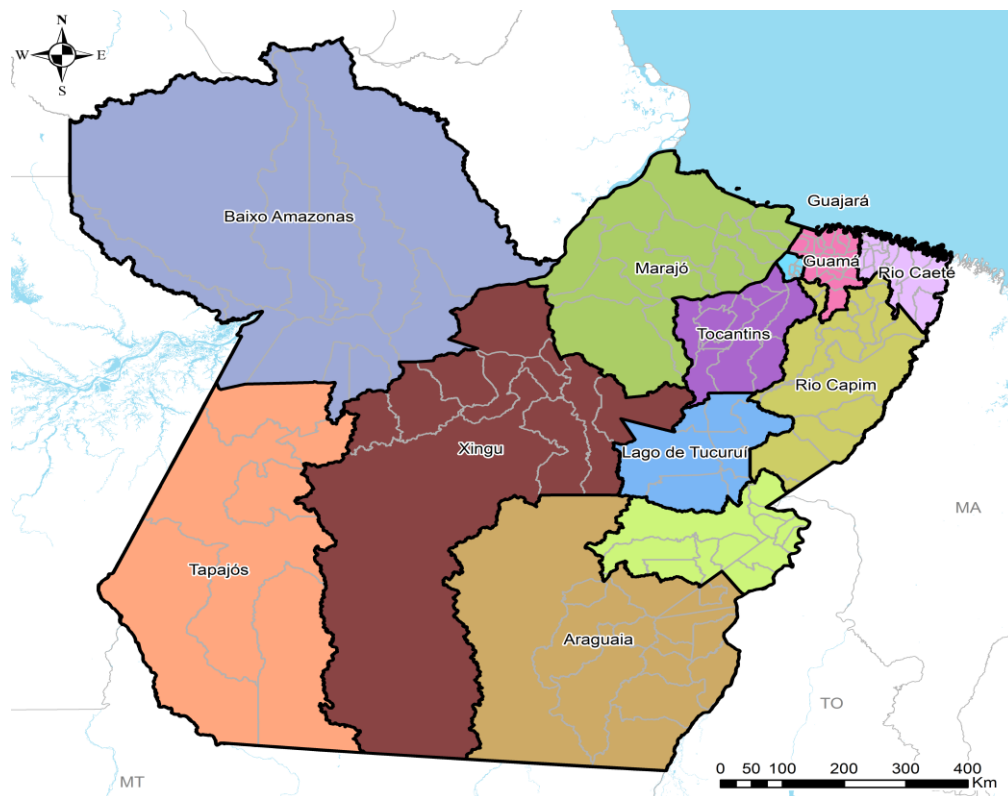 N
W E
S
Guajará
Baixo Amazonas
Marajó
Guamá
Rio Caeté
Tocantins
Rio Capim
Xingu
Lago de Tucuruí
MA
Tapajós
Araguaia
TO
MT
0 50 100 200 300 400
Km